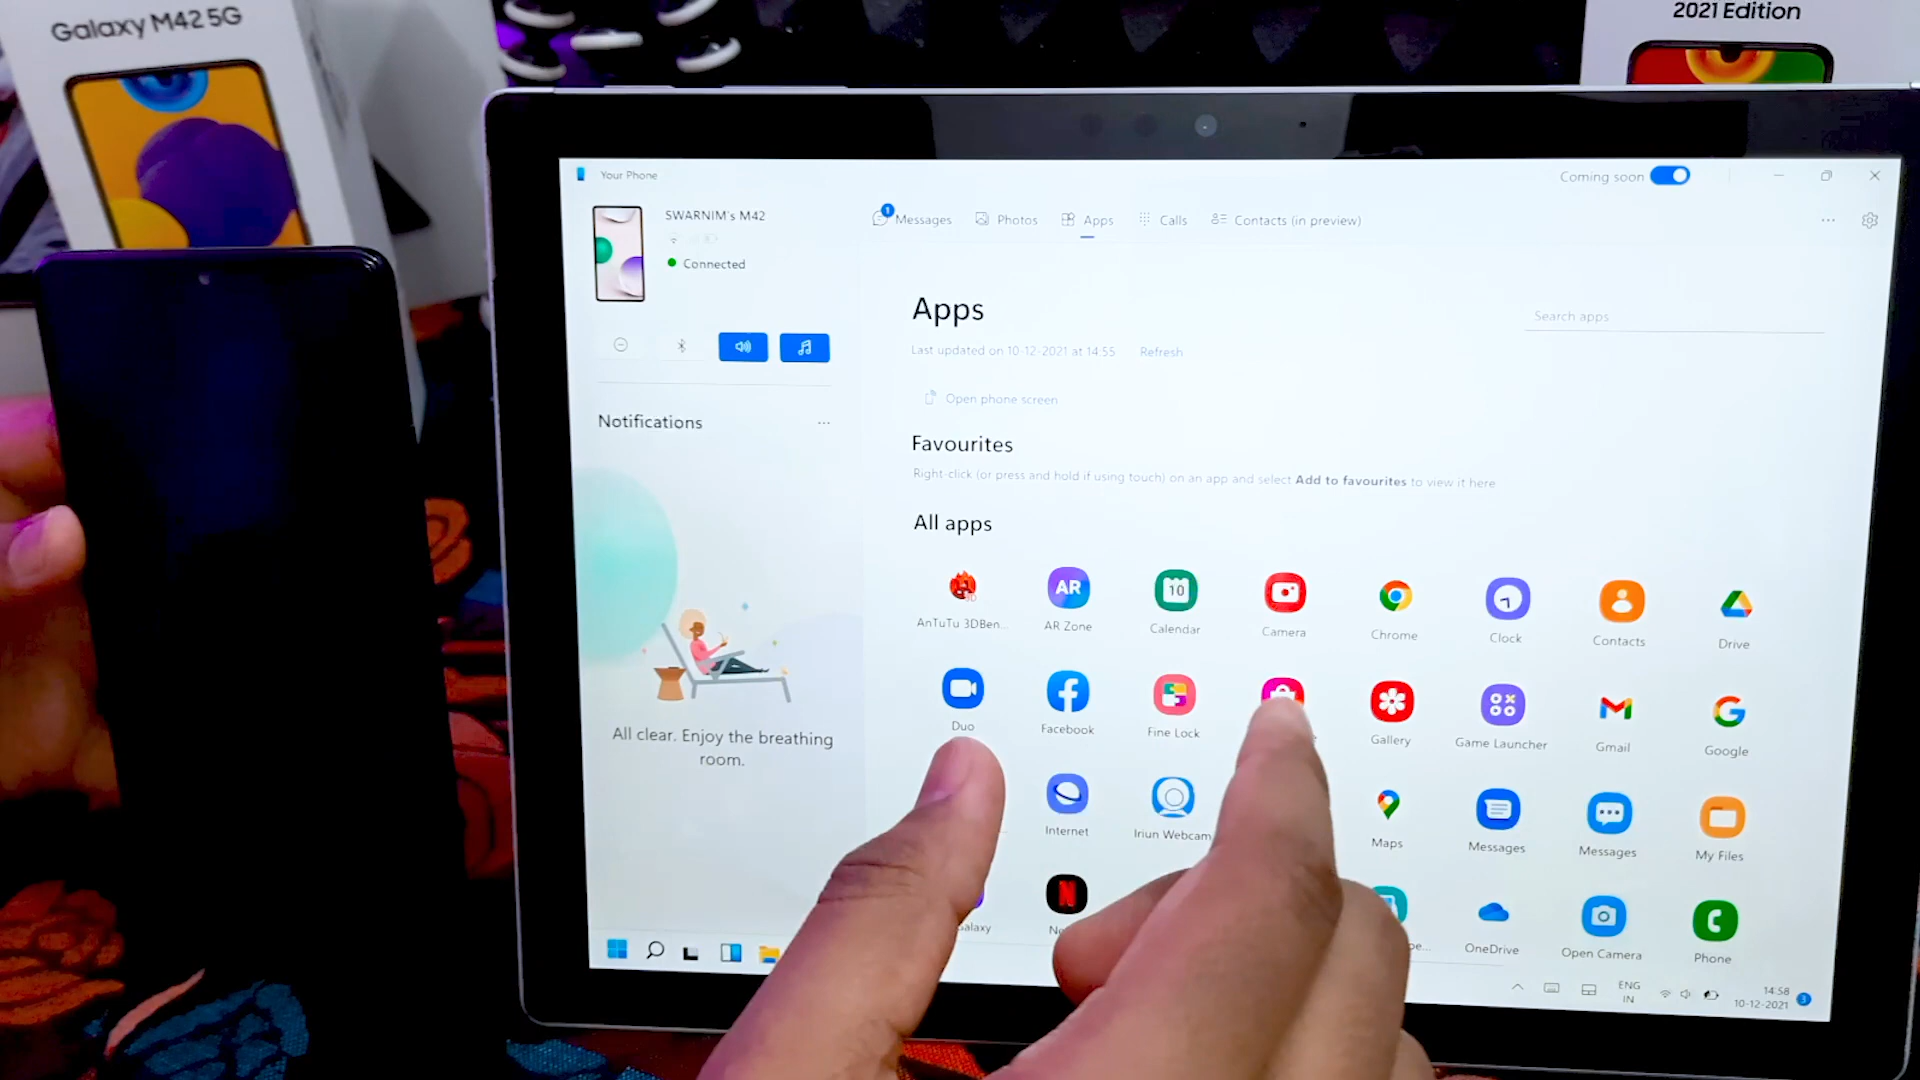 Galaxy M42 5G
2021 Edition
Your Phone
Coming soon
SWARNIM's M42
Connected
1
Messages
Photos
Apps
Calls
Contacts (in preview)
Apps
Search apps
Last updated on 10-12-2021 at 14:55
Refresh
Open phone screen
Notifications
Favourites
Right-click (or press and hold if using touch) on an app and select Add to favourites to view it here
All apps
AR
10
AnTuTu 3DBen...
AR Zone
Calendar
Camera
Chrome
Clock
Contacts
Drive
Duo
Facebook
Fine Lock
Gallery
Game Launcher
Gmail
Google
All clear. Enjoy the breathing
room.
Internet
Iriun Webcam
Maps
Messages
Messages
My Files
N
OneDrive
Open Camera
Phone
ENG
IN
14:58
10-12-2021
3